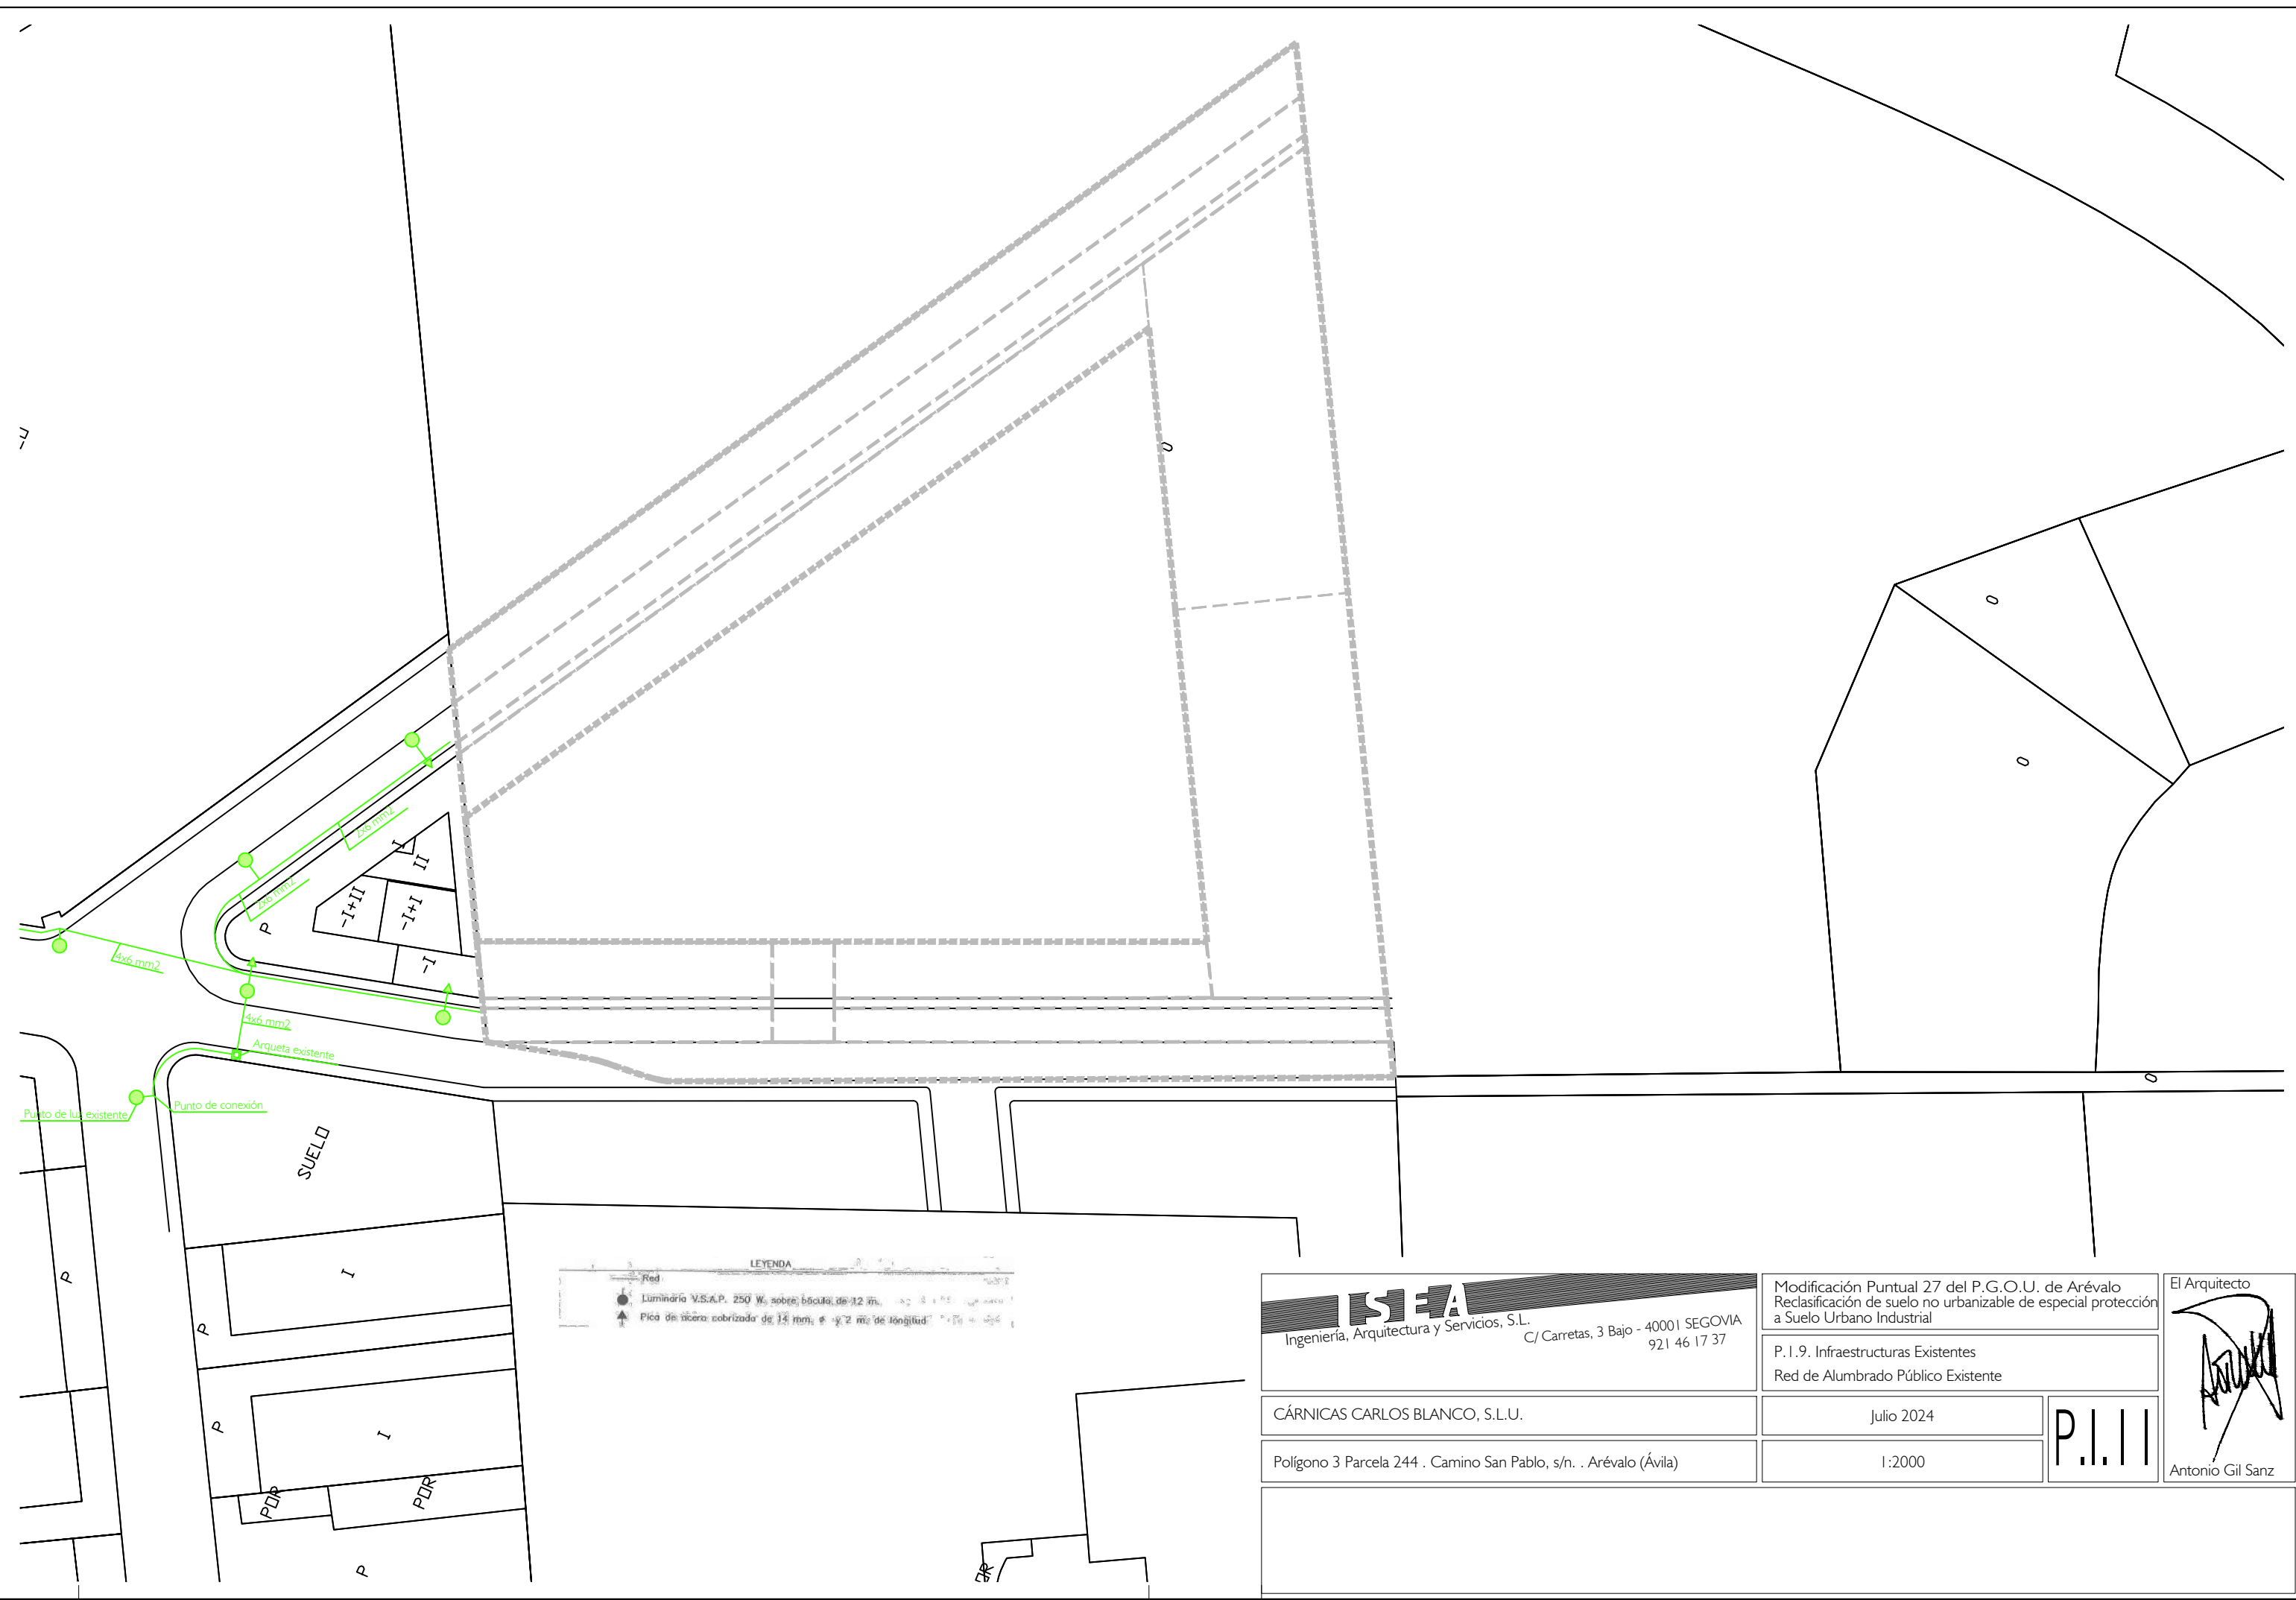 2x6 mm2
I
II
2x6 mm2
-I+II
-I+I
P
-I
4x6 mm2
4x6 mm2
Arqueta existente
Punto de luz existente
Punto de conexión
SUELO
P
I
P
P
I
POR
POR
P
O
O
O
O
LEYENDA
Red
Luminaria V.S.A.P. 250 W. sobre báculo de 12 m.
Pica de acero cobrizado de 14 mm. ø y 2 m. de longitud
ISEA
Ingeniería, Arquitectura y Servicios, S.L.
C/ Carretas, 3 Bajo - 40001 SEGOVIA
921 46 17 37
Modificación Puntual 27 del P.G.O.U. de Arévalo
Reclasificación de suelo no urbanizable de especial protección
a Suelo Urbano Industrial
P.1.9. Infraestructuras Existentes
Red de Alumbrado Público Existente
CÁRNICAS CARLOS BLANCO, S.L.U.
Julio 2024
Polígono 3 Parcela 244 . Camino San Pablo, s/n. . Arévalo (Ávila)
1:2000
P.I.11
El Arquitecto
Antonio Gil Sanz